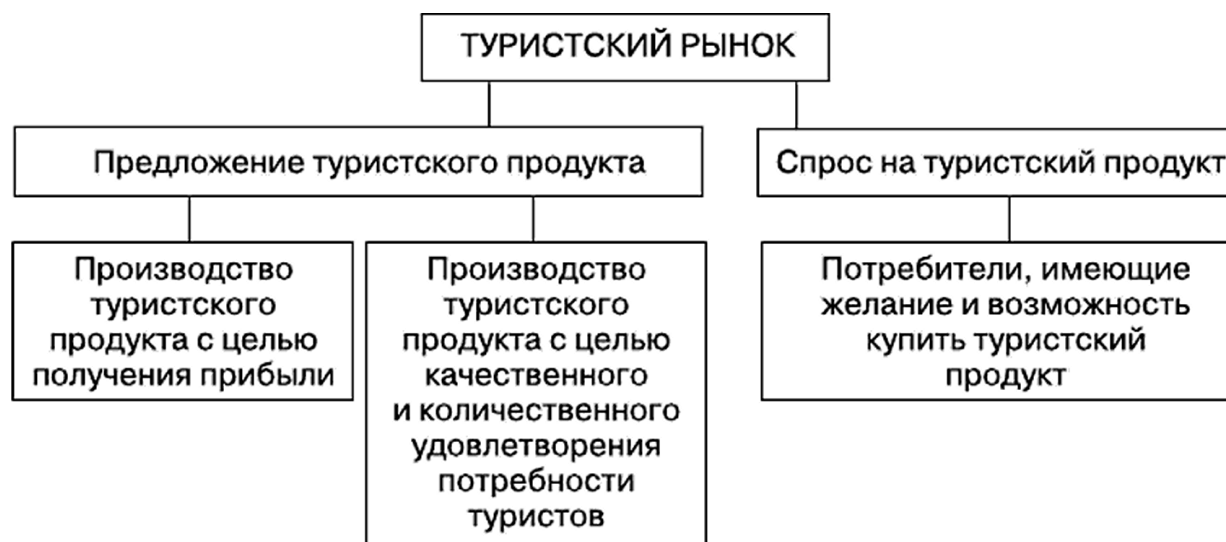 ТУРИСТСКИЙ РЫНОК
Предложение туристского продукта
Спрос на туристский продукт
Производство
туристского
продукта с целью
получения прибыли
Производство
туристского
продукта с целью
качественного
и количественного
удовлетворения
потребности
туристов
Потребители, имеющие
желание и возможность
купить туристский
продукт